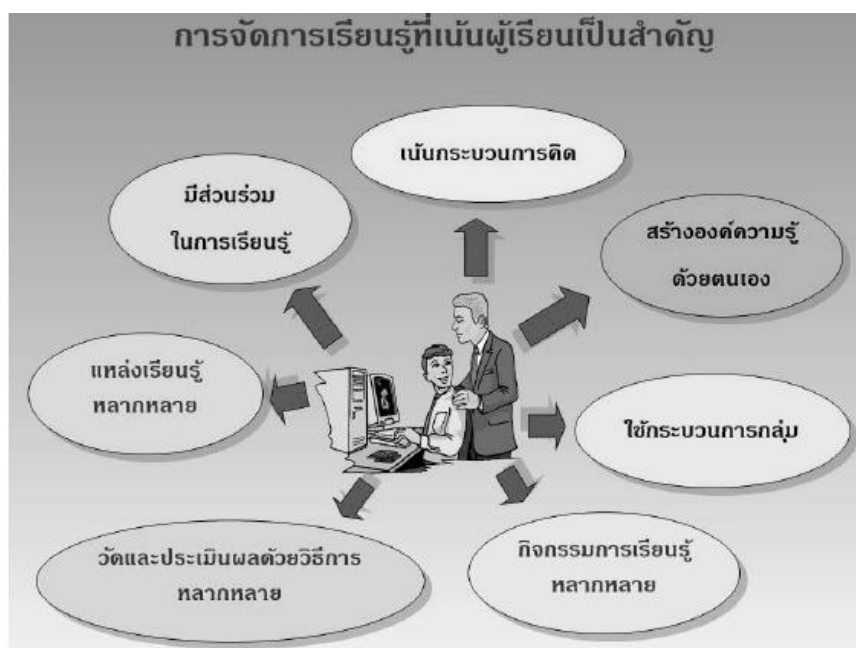 การจัดการเรียนรู้ที่เน้นผู้เรียนเป็นสำคัญ
เน้นกระบวนการคิด
มีส่วนร่วม
ในการเรียนรู้
สร้างองค์ความรู้
ด้วยตนเอง
แหล่งเรียนรู้
หลากหลาย
ใช้กระบวนการกลุ่ม
วัดและประเมินผลด้วยวิธีการ
หลากหลาย
กิจกรรมการเรียนรู้
หลากหลาย